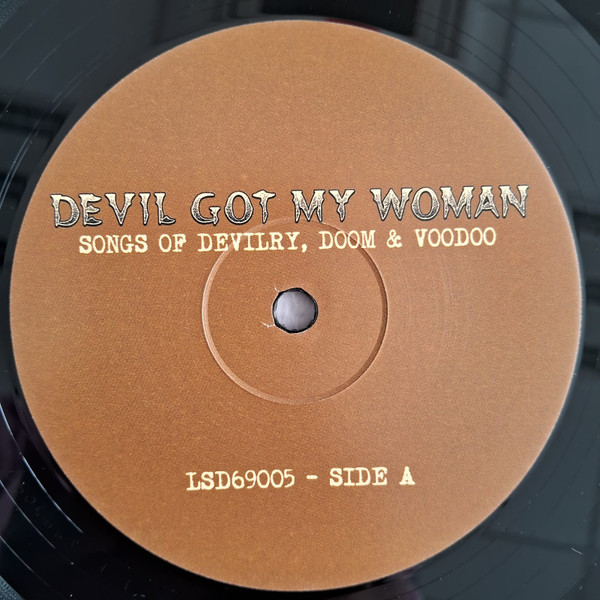 DEVIL GOT MY WOMAN
SONGS OF DEVILRY, DOOM & VOODOO
LSD69005 - SIDE A